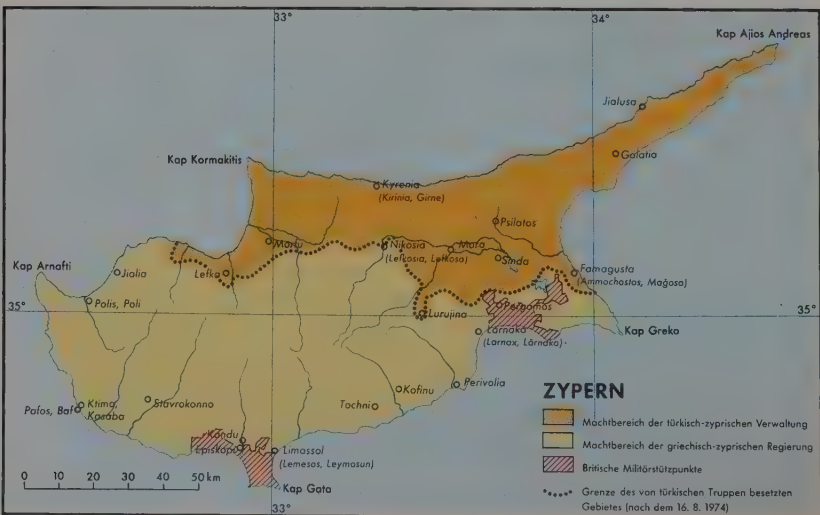 33°
34°
Kap Ajios Andreas
Jialusa
Galatia
Kap Kormakitis
Kyrenia
(Kirinia, Girne)
Psilatos
Morfu
Nikosia
(Lefkosia, Lefkosa)
Mora
Sinda
Kap Arnafti
Jialia
Lefka
Famagusta
(Ammochostos, Mağosa)
Polis, Poli
35°
35°
Pergamos
Lurujina
Larnaka
(Larnax, Lârnaka)
Kap Greko
Ktima,
Kasaba
Pafos, Baf
Stavrokonno
Kofinu
Perivolia
Tochni
Kandu
Episkopi
Limassol
(Lemesos, Leymosun)
Kap Gata
33°
0 10 20 30 40 50 km
ZYPERN
Machtbereich der türkisch-zyprischen Verwaltung
Machtbereich der griechisch-zyprischen Regierung
Britische Militärstützpunkte
Grenze des von türkischen Truppen besetzten
Gebietes (nach dem 16. 8. 1974)